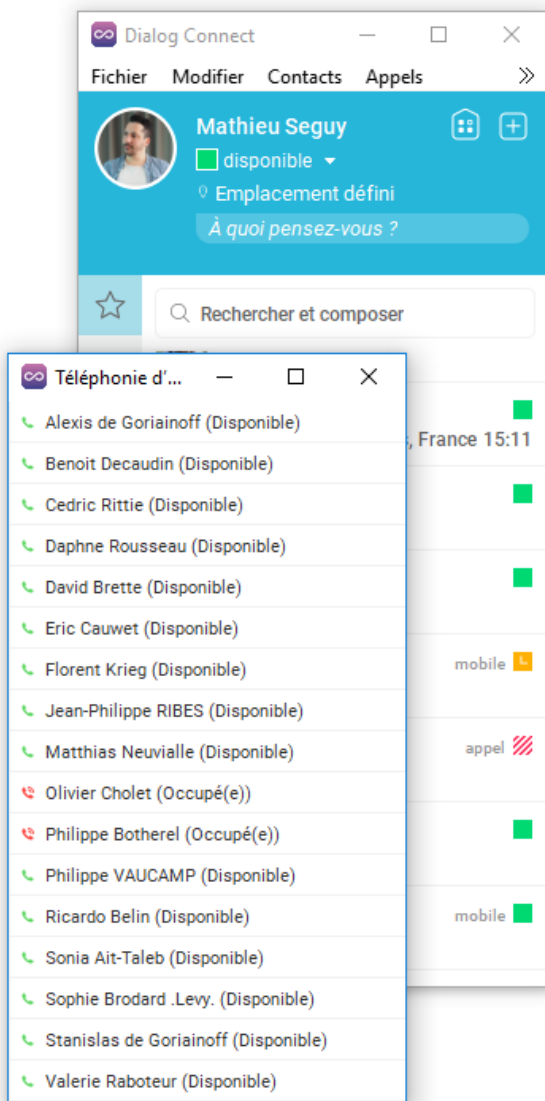 Dialog Connect
Fichier Modifier Contacts Appels
Mathieu Seguy
disponible
Emplacement défini
À quoi pensez-vous ?
Rechercher et composer
Téléphonie d'...
Alexis de Goriainoff (Disponible)
Benoit Decaudin (Disponible)
Cedric Rittie (Disponible)
Daphne Rousseau (Disponible)
David Brette (Disponible)
Eric Cauwet (Disponible)
Florent Krieg (Disponible)
Jean-Philippe RIBES (Disponible)
Matthias Neuvialle (Disponible)
Olivier Cholet (Occupé(e))
Philippe Botherel (Occupé(e))
Philippe VAUCAMP (Disponible)
Ricardo Belin (Disponible)
Sonia Ait-Taleb (Disponible)
Sophie Brodard .Levy. (Disponible)
Stanislas de Goriainoff (Disponible)
Valerie Raboteur (Disponible)
, France 15:11
mobile
appel
mobile